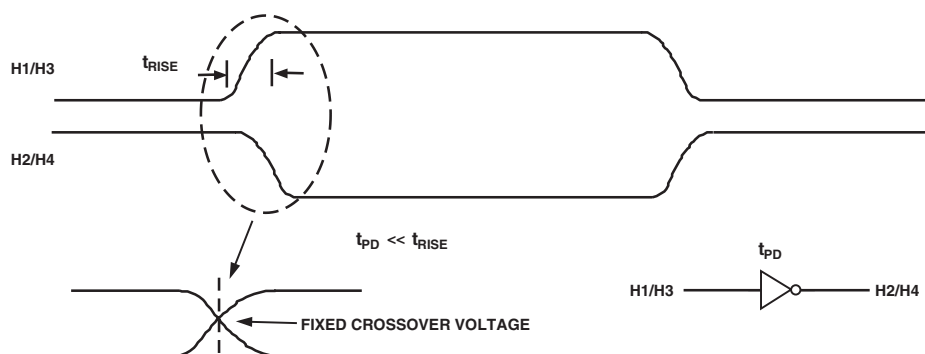 H1/H3
tRISE
H2/H4
tPD << tRISE
tPD
H1/H3
H2/H4
FIXED CROSSOVER VOLTAGE